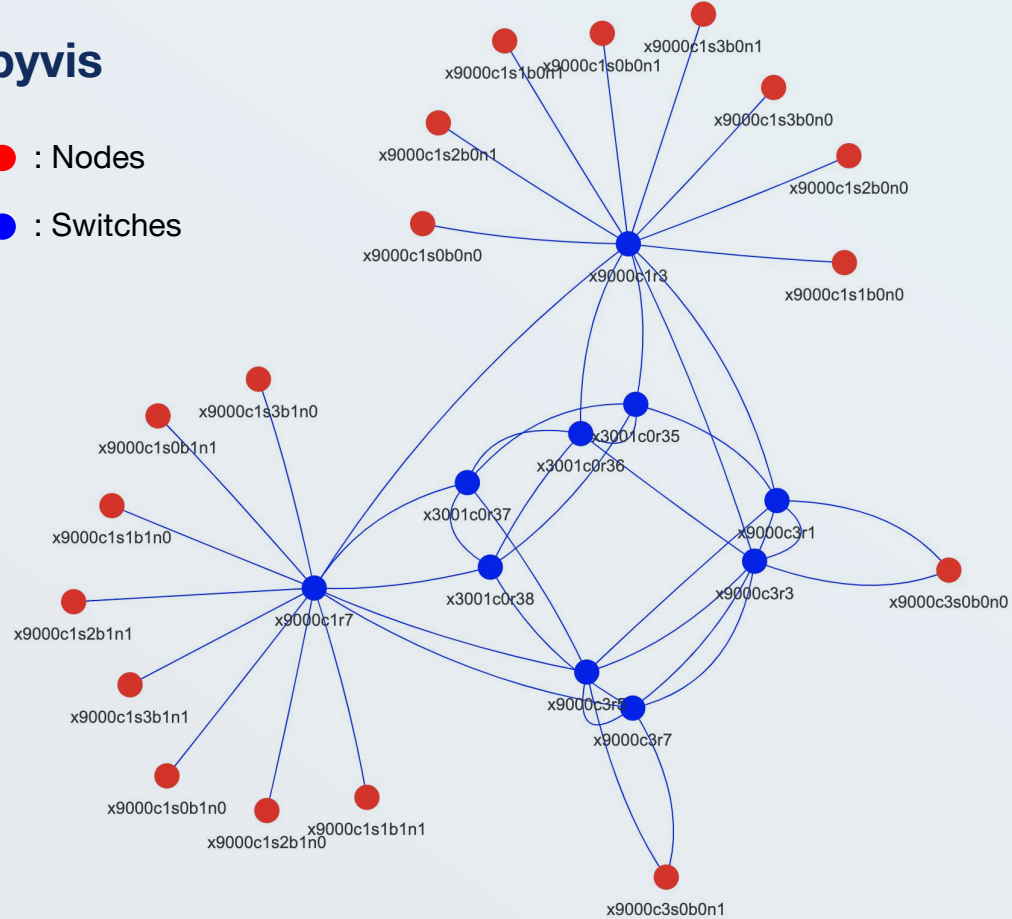 pyvis
: Nodes
: Switches
x9000c1s3b0n1
x9000c1s0b0n1
x9000c1s1b0n1
x9000c1s3b0n0
x9000c1s2b0n1
x9000c1s2b0n0
x9000c1s0b0n0
x9000c1r3
x9000c1s1b0n0
x9000c1s3b1n0
x3001c0r35
x9000c1s0b1n1
x3001c0r36
x3001c0r37
x9000c3r1
x9000c1s1b1n0
x9000c3r3
x3001c0r38
x9000c3s0b0n0
x9000c1r7
x9000c1s2b1n1
x9000c3r5
x9000c1s3b1n1
x9000c3r7
x9000c1s0b1n0
x9000c1s1b1n1
x9000c1s2b1n0
x9000c3s0b0n1